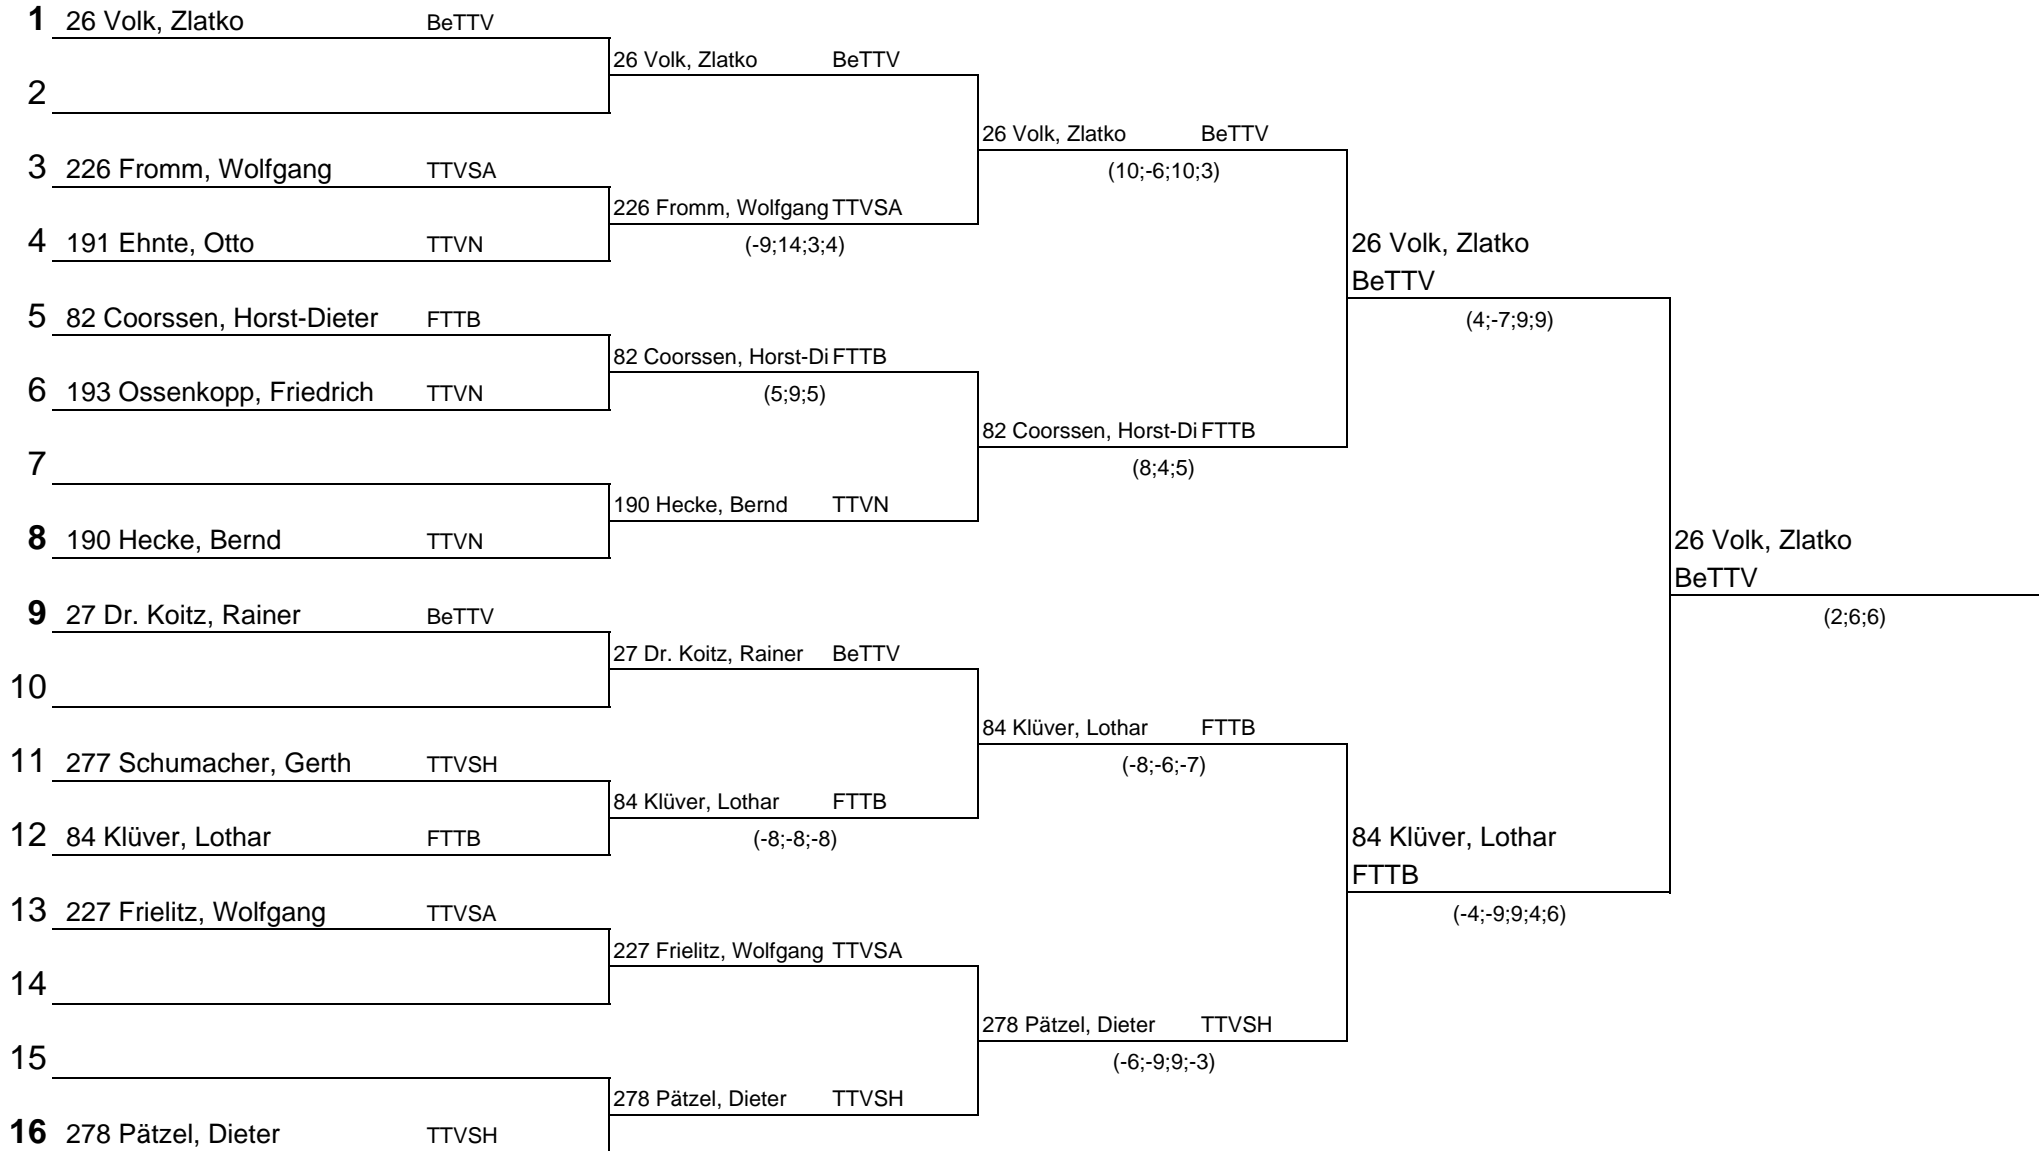 1 26 Volk, Zlatko BeTTV
26 Volk, Zlatko BeTTV
2
26 Volk, Zlatko BeTTV
3 226 Fromm, Wolfgang TTVSA
(10;-6;10;3)
226 Fromm, Wolfgang TTVSA
4 191 Ehnte, Otto TTVN
(-9;14;3;4)
26 Volk, Zlatko
BeTTV
5 82 Coorssen, Horst-Dieter FTTB
(4;-7;9;9)
82 Coorssen, Horst-Di FTTB
6 193 Ossenkopp, Friedrich TTVN
(5;9;5)
82 Coorssen, Horst-Di FTTB
7
(8;4;5)
190 Hecke, Bernd TTVN
8 190 Hecke, Bernd TTVN
26 Volk, Zlatko
BeTTV
9 27 Dr. Koitz, Rainer BeTTV
(2;6;6)
27 Dr. Koitz, Rainer BeTTV
10
84 Klüver, Lothar FTTB
11 277 Schumacher, Gerth TTVSH
(-8;-6;-7)
84 Klüver, Lothar FTTB
12 84 Klüver, Lothar FTTB
(-8;-8;-8)
84 Klüver, Lothar
FTTB
13 227 Frielitz, Wolfgang TTVSA
(-4;-9;9;4;6)
227 Frielitz, Wolfgang TTVSA
14
278 Pätzel, Dieter TTVSH
15
(-6;-9;9;-3)
278 Pätzel, Dieter TTVSH
16 278 Pätzel, Dieter TTVSH